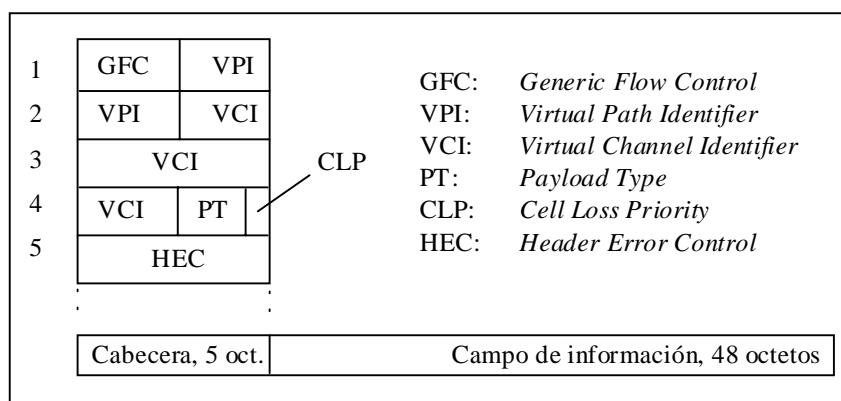 1 GFC VPI
2 VPI VCI
3 VCI CLP
4 VCI PT
5 HEC
GFC: Generic Flow Control
VPI: Virtual Path Identifier
VCI: Virtual Channel Identifier
PT: Payload Type
CLP: Cell Loss Priority
HEC: Header Error Control
Cabecera, 5 oct. Campo de información, 48 octetos